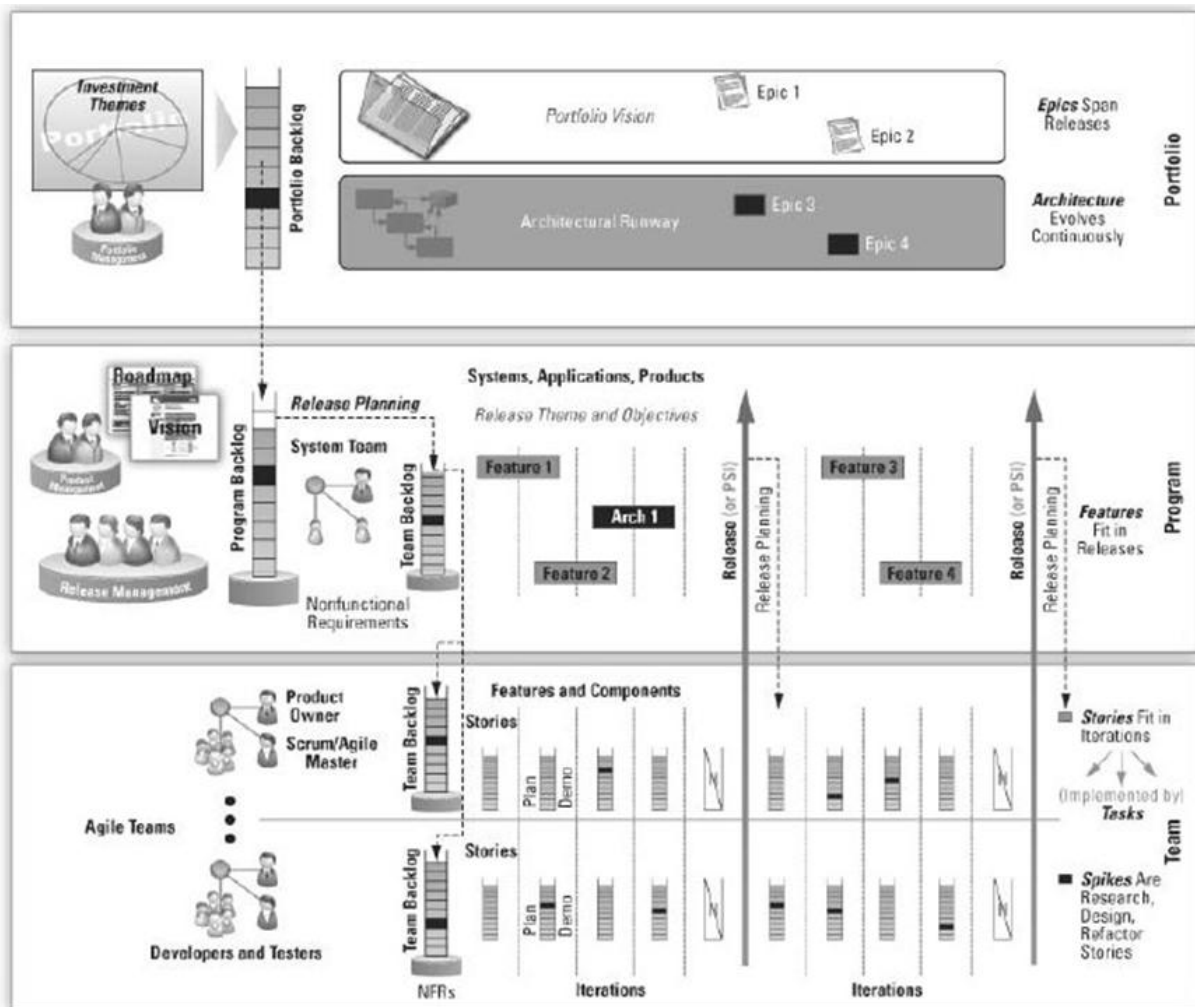 Investment
Themes
Portfolio
Portfolio
Management
Portfolio Backlog
Portfolio Vision
Epic 1
Epic 2
Epics Span
Releases
Architectural Runway
Epic 3
Epic 4
Architecture
Evolves
Continuously
Portfolio
Roadmap
Vision
Product
Management
Release Management
Program Backlog
Release Planning
System Team
Team Backlog
Nonfunctional
Requirements
Systems, Applications, Products
Release Theme and Objectives
Feature 1
Arch 1
Feature 2
Release (or PSI)
Release Planning
Feature 3
Feature 4
Release (or PSI)
Release Planning
Features
Fit in
Releases
Program
Product
Owner
Scrum/Agile
Master
Agile Teams
Developers and Testers
Team Backlog
Features and Components
Stories
Plan
Demo
N
N
Stories Fit in
Iterations
(Implemented by)
Tasks
Team
Team Backlog
Stories
Plan
Demo
N
N
Spikes Are
Research,
Design,
Refactor
Stories
NFRs
Iterations
Iterations